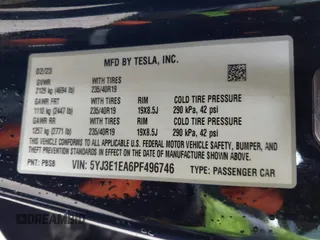 MFD BY TESLA, INC.
02/23
GVWR WITH TIRES
2129 kg (4694 lb) 235/40R19
GAWR FRT WITH TIRES RIM COLD TIRE PRESSURE
1110 kg (2447 lb) 235/40R19 19X8.5J 290 kPa, 42 psi
GAWR RR WITH TIRES RIM COLD TIRE PRESSURE
1257 kg (2771 lb) 235/40R19 19X8.5J 290 kPa, 42 psi
THIS VEHICLE CONFORMS TO ALL APPLICABLE U.S. FEDERAL MOTOR VEHICLE SAFETY, BUMPER, AND
THEFT PREVENTION STANDARDS IN EFFECT ON THE DATE OF MANUFACTURE SHOWN ABOVE.
PNT: PBSB VIN: 5YJ3E1EA6PF496746 TYPE: PASSENGER CAR